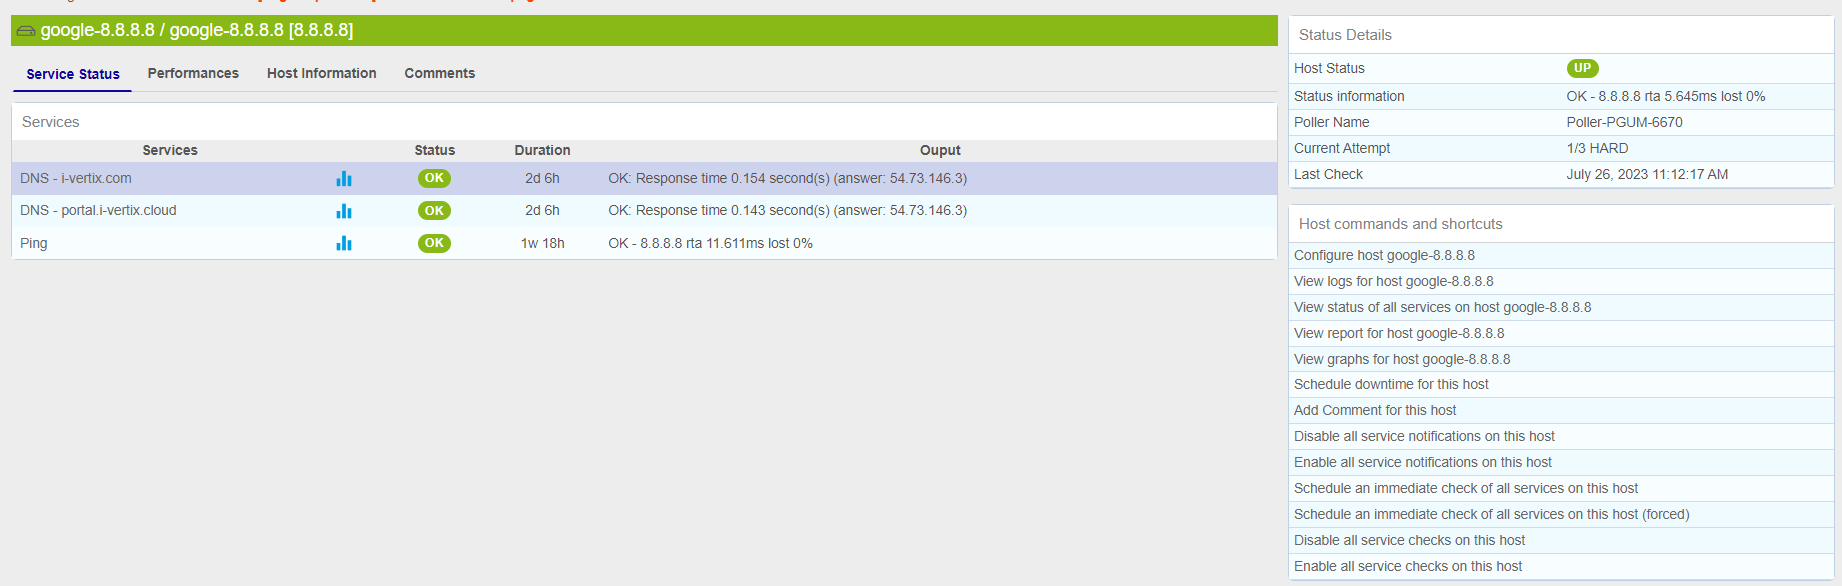 google-8.8.8.8 / google-8.8.8.8 [8.8.8.8]
Service Status Performances Host Information Comments
Services
Services Status Duration Ouput
DNS - i-vertix.com OK 2d 6h OK: Response time 0.154 second(s) (answer: 54.73.146.3)
DNS - portal.i-vertix.cloud OK 2d 6h OK: Response time 0.143 second(s) (answer: 54.73.146.3)
Ping OK 1w 18h OK - 8.8.8.8 rta 11.611ms lost 0%
Status Details
Host Status UP
Status information OK - 8.8.8.8 rta 5.645ms lost 0%
Poller Name Poller-PGUM-6670
Current Attempt 1/3 HARD
Last Check July 26, 2023 11:12:17 AM
Host commands and shortcuts
Configure host google-8.8.8.8
View logs for host google-8.8.8.8
View status of all services on host google-8.8.8.8
View report for host google-8.8.8.8
View graphs for host google-8.8.8.8
Schedule downtime for this host
Add Comment for this host
Disable all service notifications on this host
Enable all service notifications on this host
Schedule an immediate check of all services on this host
Schedule an immediate check of all services on this host (forced)
Disable all service checks on this host
Enable all service checks on this host